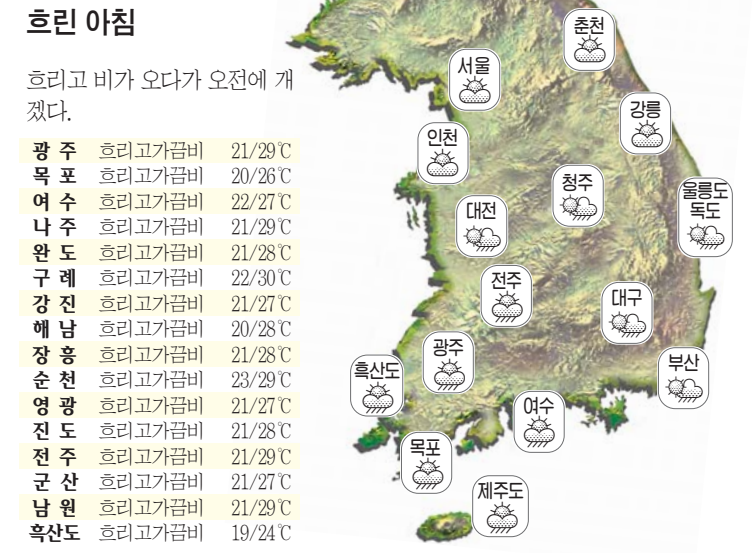 흐린 아침
흐리고 비가 오다가 오전에 개
겠다.
광 주 흐리고가끔비 21/29℃
목 포 흐리고가끔비 20/26℃
여 수 흐리고가끔비 22/27℃
나 주 흐리고가끔비 21/29℃
완 도 흐리고가끔비 21/28℃
구 례 흐리고가끔비 22/30℃
강 진 흐리고가끔비 21/27℃
해 남 흐리고가끔비 20/28℃
장 흥 흐리고가끔비 21/28℃
순 천 흐리고가끔비 23/29℃
영 광 흐리고가끔비 21/27℃
진 도 흐리고가끔비 21/28℃
전 주 흐리고가끔비 21/29℃
군 산 흐리고가끔비 21/27℃
남 원 흐리고가끔비 21/29℃
흑산도 흐리고가끔비 19/24℃
춘천
서울
강릉
인천
청주
울릉도
독도
대전
전주
대구
광주
부산
흑산도
여수
목포
제주도